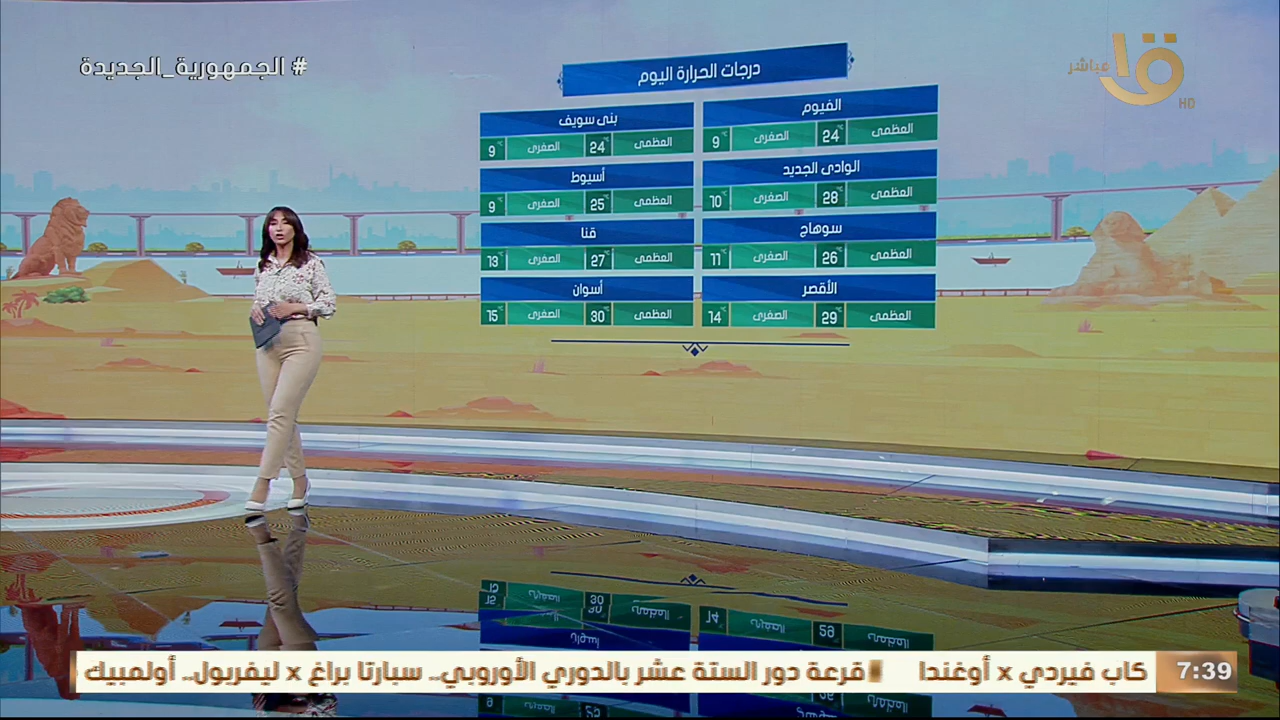 # الجمهورية_الجديدة
مباشر
HD
درجات الحرارة اليوم
الفيوم
العظمى 24°C الصغرى 9°C
بنى سويف
العظمى 24°C الصغرى 9°C
الوادى الجديد
العظمى 28°C الصغرى 10°C
أسيوط
العظمى 25°C الصغرى 9°C
سوهاج
العظمى 26°C الصغرى 11°C
قنا
العظمى 27°C الصغرى 13°C
الأقصر
العظمى 29°C الصغرى 14°C
أسوان
العظمى 30°C الصغرى 15°C
7:39 كاب فيردي x أوغندا قرعة دور الستة عشر بالدوري الأوروبي.. سبارتا براغ x ليفربول.. أولمبيك